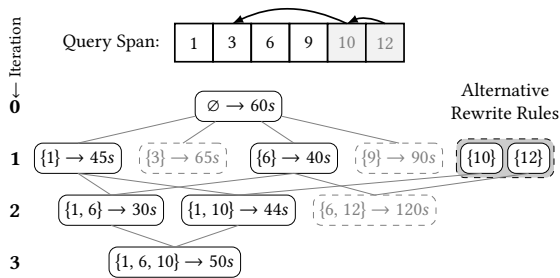 Query Span: 1 3 6 9 10 12
← Iteration
0 ∅ → 60s
Alternative
Rewrite Rules
1 {1} → 45s {3} → 65s {6} → 40s {9} → 90s {10} {12}
2 {1, 6} → 30s {1, 10} → 44s {6, 12} → 120s
3 {1, 6, 10} → 50s